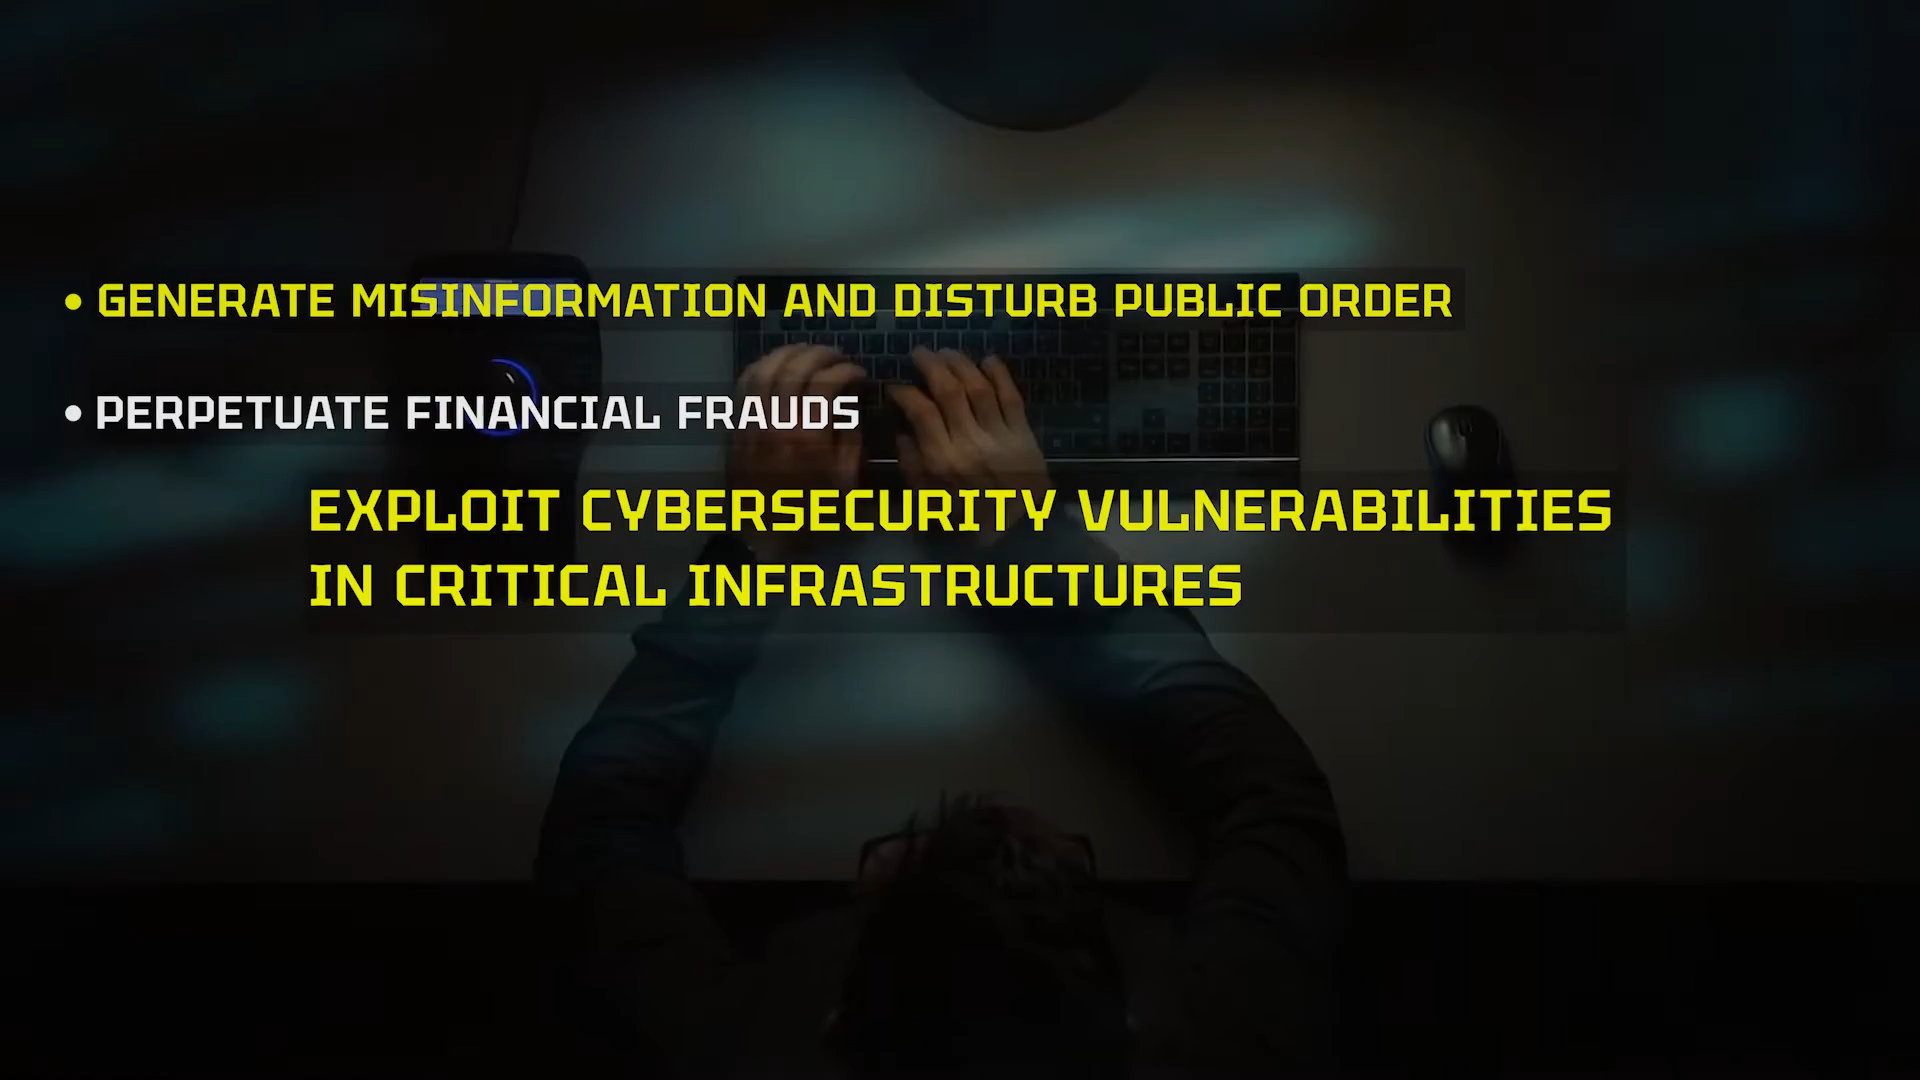 • GENERATE MISINFORMATION AND DISTURB PUBLIC ORDER
• PERPETUATE FINANCIAL FRAUDS
EXPLOIT CYBERSECURITY VULNERABILITIES
IN CRITICAL INFRASTRUCTURES